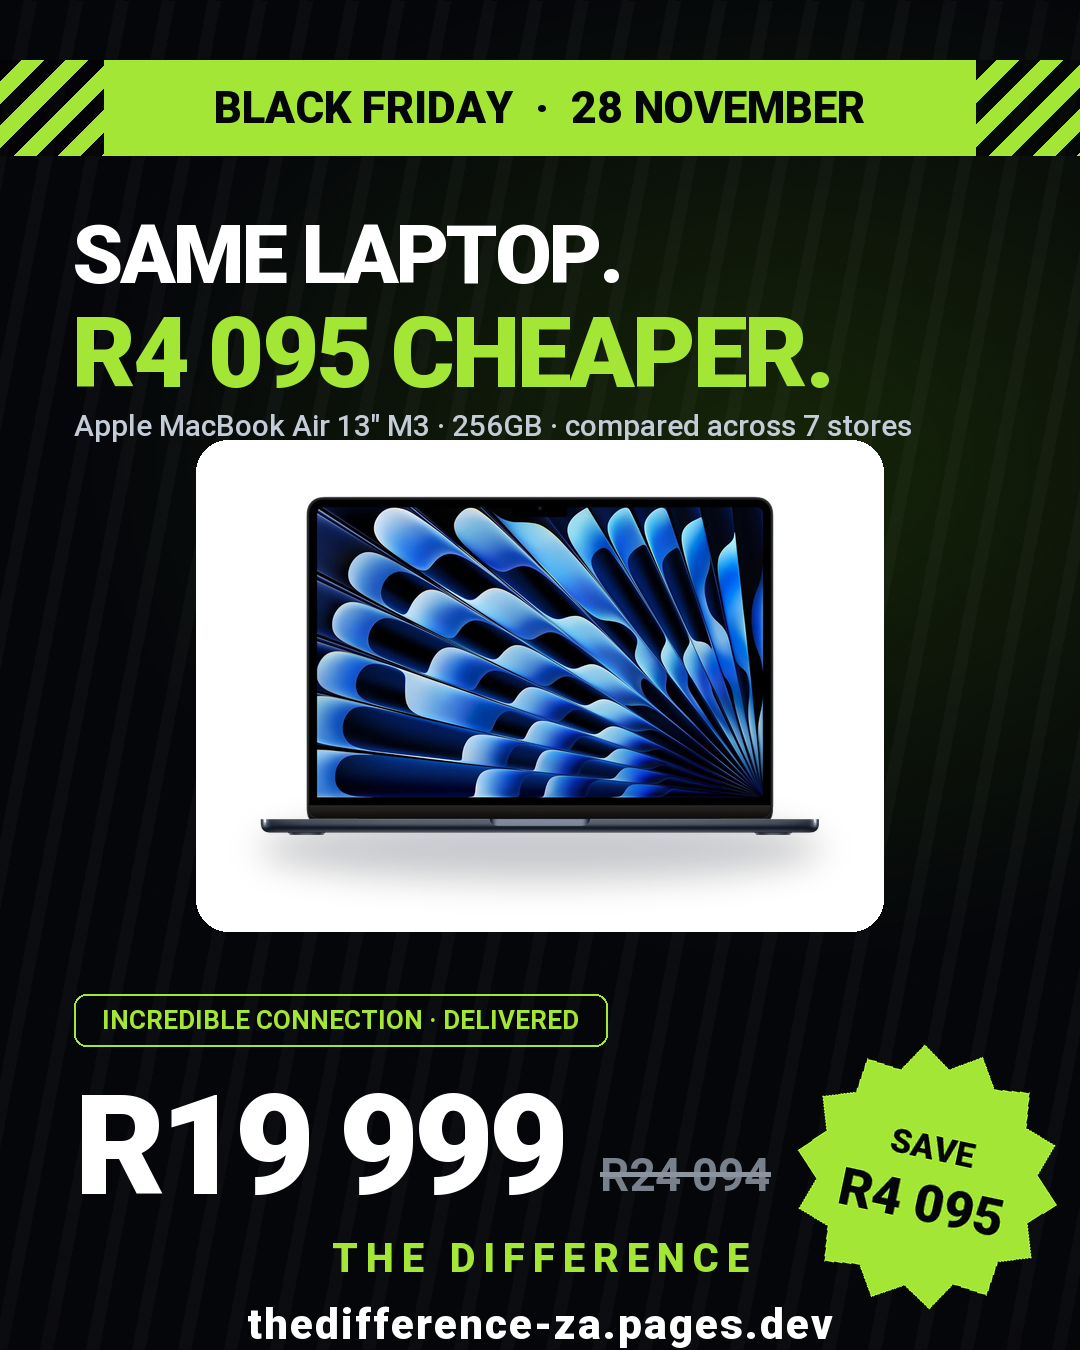 BLACK FRIDAY · 28 NOVEMBER
SAME LAPTOP.
R4 095 CHEAPER.
Apple MacBook Air 13" M3 · 256GB · compared across 7 stores
INCREDIBLE CONNECTION · DELIVERED
R19 999 R24 094
SAVE
R4 095
THE DIFFERENCE
thedifference-za.pages.dev